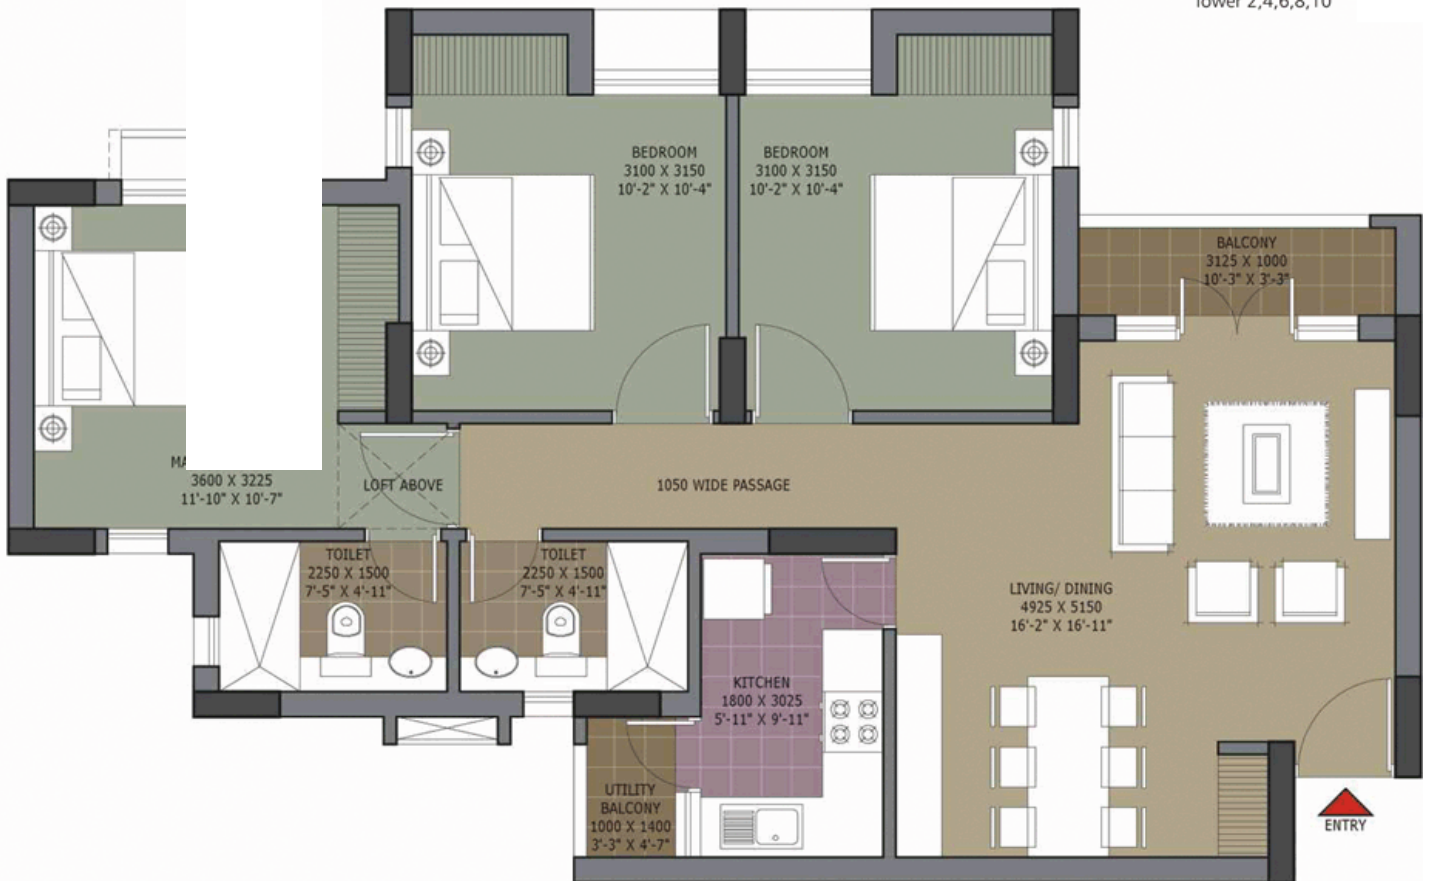 Tower 2,4,6,8,10
BEDROOM
3100 X 3150
10'-2" X 10'-4"
BEDROOM
3100 X 3150
10'-2" X 10'-4"
BALCONY
3125 X 1000
10'-3" X 3'-3"
3600 X 3225
11'-10" X 10'-7"
LOFT ABOVE
1050 WIDE PASSAGE
TOILET
2250 X 1500
7'-5" X 4'-11"
TOILET
2250 X 1500
7'-5" X 4'-11"
LIVING/ DINING
4925 X 5150
16'-2" X 16'-11"
KITCHEN
1800 X 3025
5'-11" X 9'-11"
UTILITY
BALCONY
1000 X 1400
3'-3" X 4'-7"
ENTRY